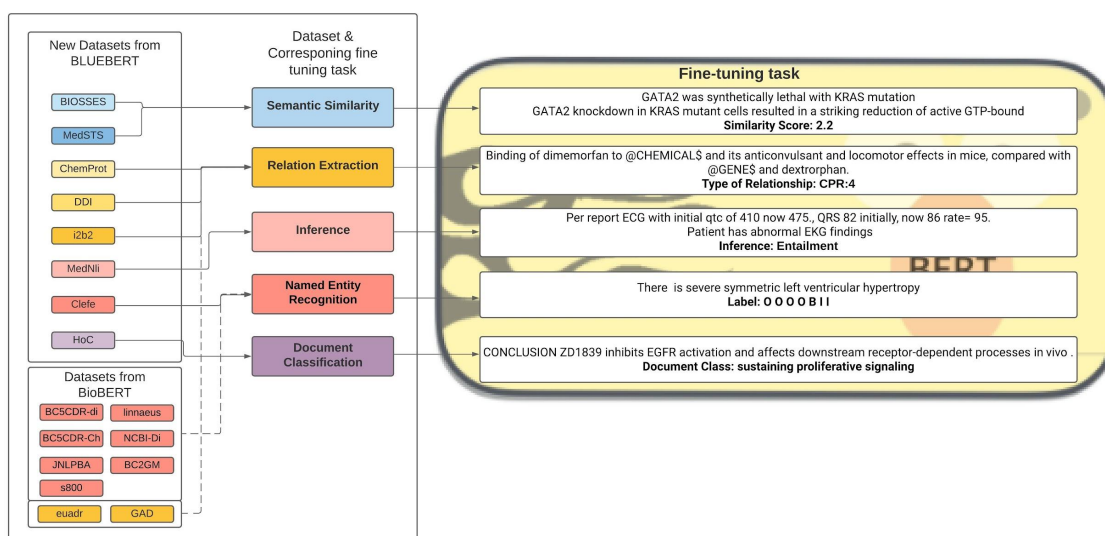 New Datasets from
BLUEBERT
BIOSSES
MedSTS
ChemProt
DDI
i2b2
MedNli
Clefe
HoC
Datasets from
BioBERT
BC5CDR-di
linnaeus
BC5CDR-Ch
NCBI-Di
JNLPBA
BC2GM
s800
euadr
GAD
Dataset &
Corresponing fine
tuning task
Semantic Similarity
Relation Extraction
Inference
Named Entity
Recognition
Document
Classification
Fine-tuning task
GATA2 was synthetically lethal with KRAS mutation
GATA2 knockdown in KRAS mutant cells resulted in a striking reduction of active GTP-bound
Similarity Score: 2.2
Binding of dimemorfan to @CHEMICAL$ and its anticonvulsant and locomotor effects in mice, compared with
@GENE$ and dextrorphan.
Type of Relationship: CPR:4
Per report ECG with initial qtc of 410 now 475., QRS 82 initially, now 86 rate= 95.
Patient has abnormal EKG findings
Inference: Entailment
BERT
There is severe symmetric left ventricular hypertropy
Label: O O O O B I I
CONCLUSION ZD1839 inhibits EGFR activation and affects downstream receptor-dependent processes in vivo .
Document Class: sustaining proliferative signaling